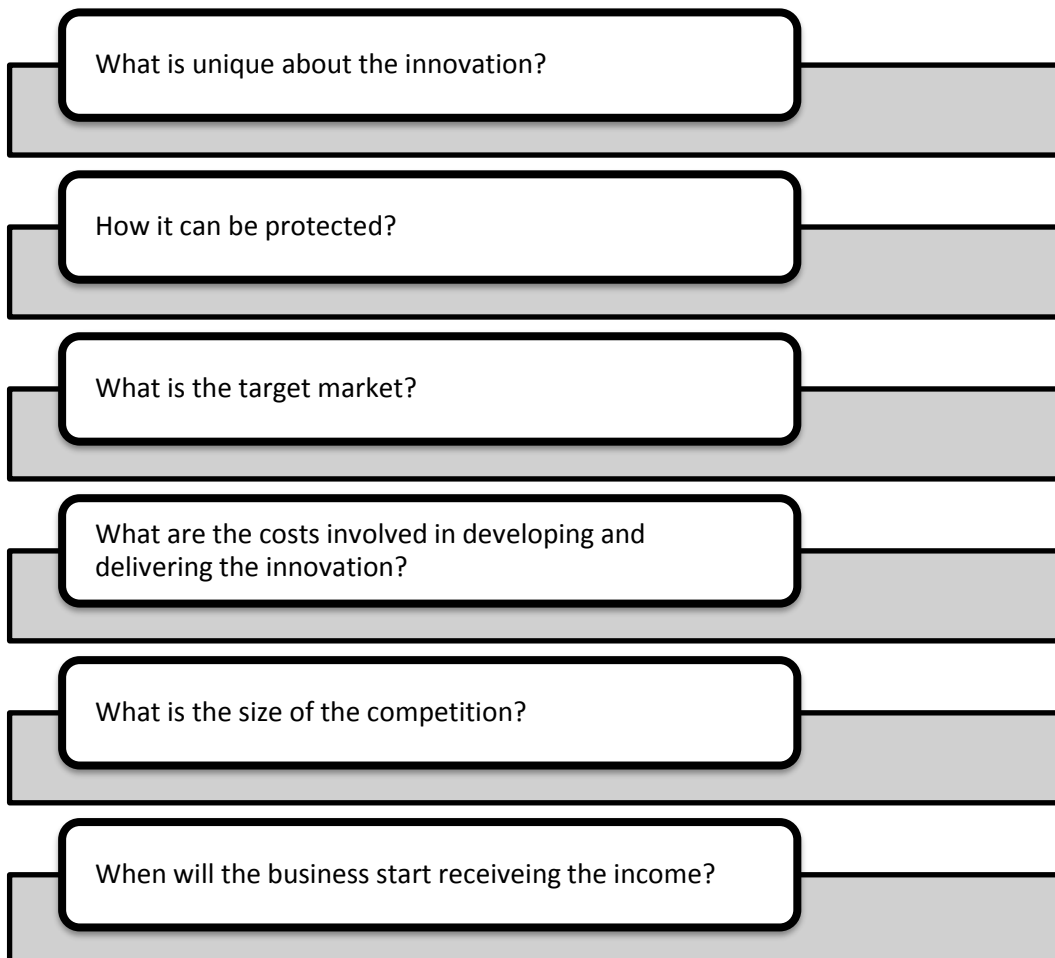 What is unique about the innovation?
How it can be protected?
What is the target market?
What are the costs involved in developing and
delivering the innovation?
What is the size of the competition?
When will the business start receiveing the income?